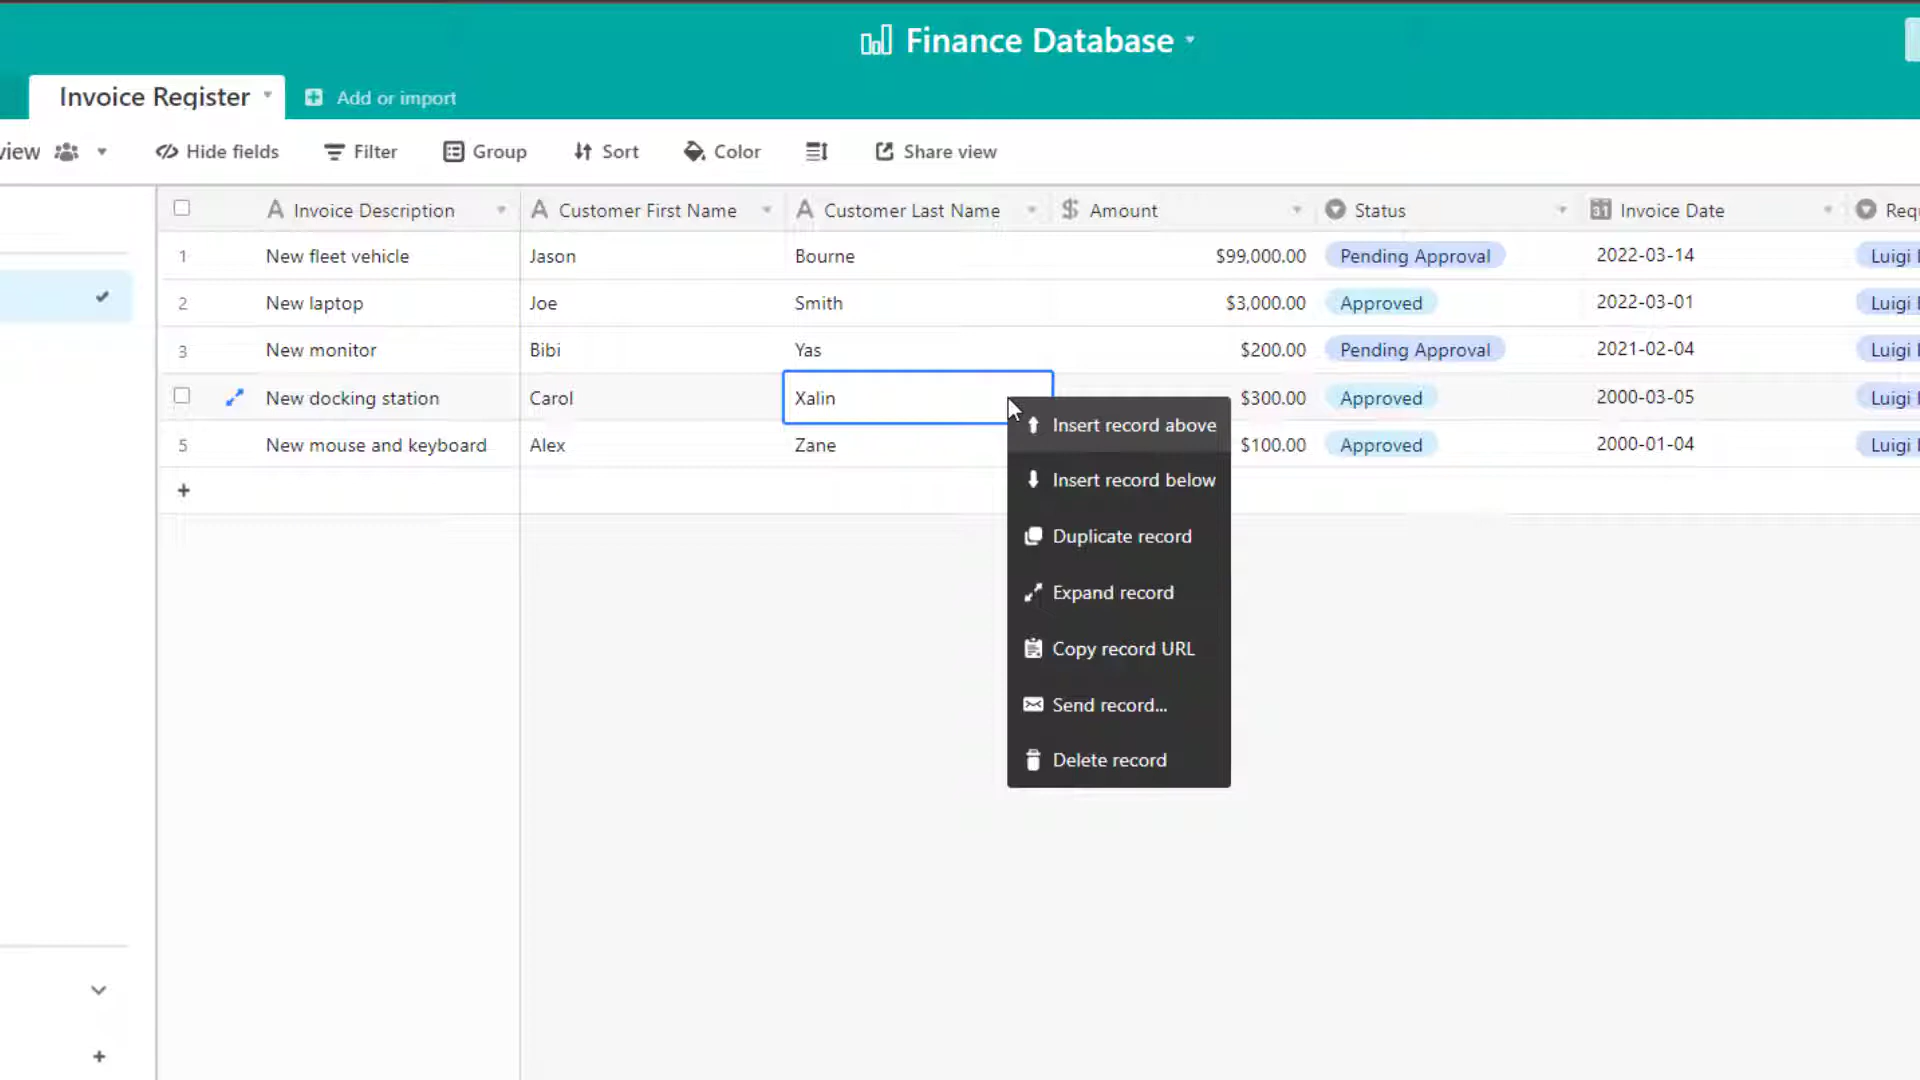 Finance Database
Invoice Register
Add or import
view
Hide fields
Filter
Group
Sort
Color
Share view
Invoice Description
Customer First Name
Customer Last Name
Amount
Status
31 Invoice Date
1 New fleet vehicle Jason Bourne $99,000.00 Pending Approval 2022-03-14 Luigi
2 New laptop Joe Smith $3,000.00 Approved 2022-03-01 Luigi
3 New monitor Bibi Yas $200.00 Pending Approval 2021-02-04 Luigi
New docking station Carol Xalin $300.00 Approved 2000-03-05 Luigi
5 New mouse and keyboard Alex Zane $100.00 Approved 2000-01-04 Luigi
+
Insert record above
Insert record below
Duplicate record
Expand record
Copy record URL
Send record...
Delete record
+